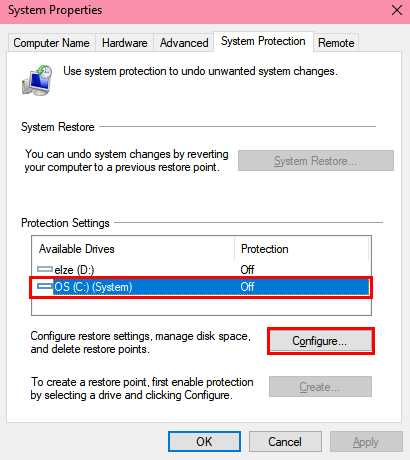 System Properties
Computer Name Hardware Advanced System Protection Remote
Use system protection to undo unwanted system changes.
System Restore
You can undo system changes by reverting
your computer to a previous restore point.
System Restore...
Protection Settings
Available Drives Protection
elze (D:) Off
OS (C:) (System) Off
Configure restore settings, manage disk space,
and delete restore points.
Configure...
To create a restore point, first enable protection
by selecting a drive and clicking Configure.
Create...
OK Cancel Apply